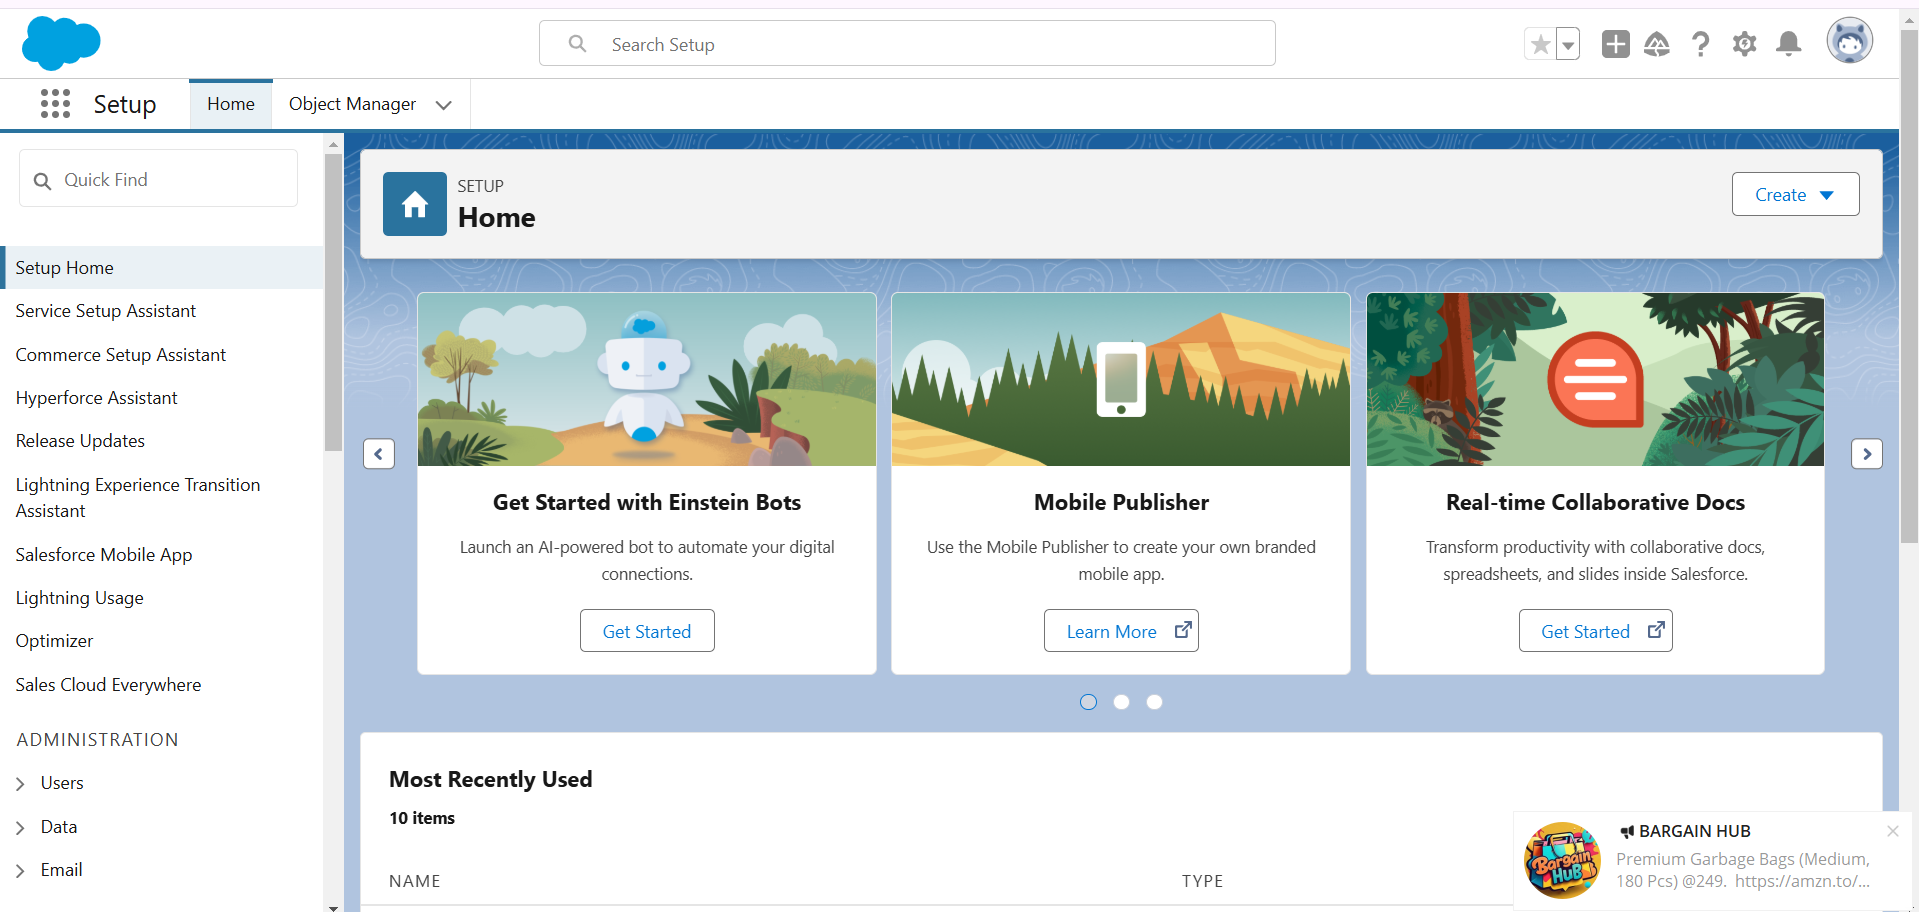 Search Setup
Setup
Home
Object Manager
Quick Find
Setup Home
Service Setup Assistant
Commerce Setup Assistant
Hyperforce Assistant
Release Updates
Lightning Experience Transition
Assistant
Salesforce Mobile App
Lightning Usage
Optimizer
Sales Cloud Everywhere
ADMINISTRATION
Users
Data
Email
SETUP
Home
Create
Get Started with Einstein Bots
Launch an AI-powered bot to automate your digital
connections.
Get Started
Mobile Publisher
Use the Mobile Publisher to create your own branded
mobile app.
Learn More
Real-time Collaborative Docs
Transform productivity with collaborative docs,
spreadsheets, and slides inside Salesforce.
Get Started
Most Recently Used
10 items
NAME
TYPE
Bargain
HUB
BARGAIN HUB
Premium Garbage Bags (Medium,
180 Pcs) @249. https://amzn.to/...